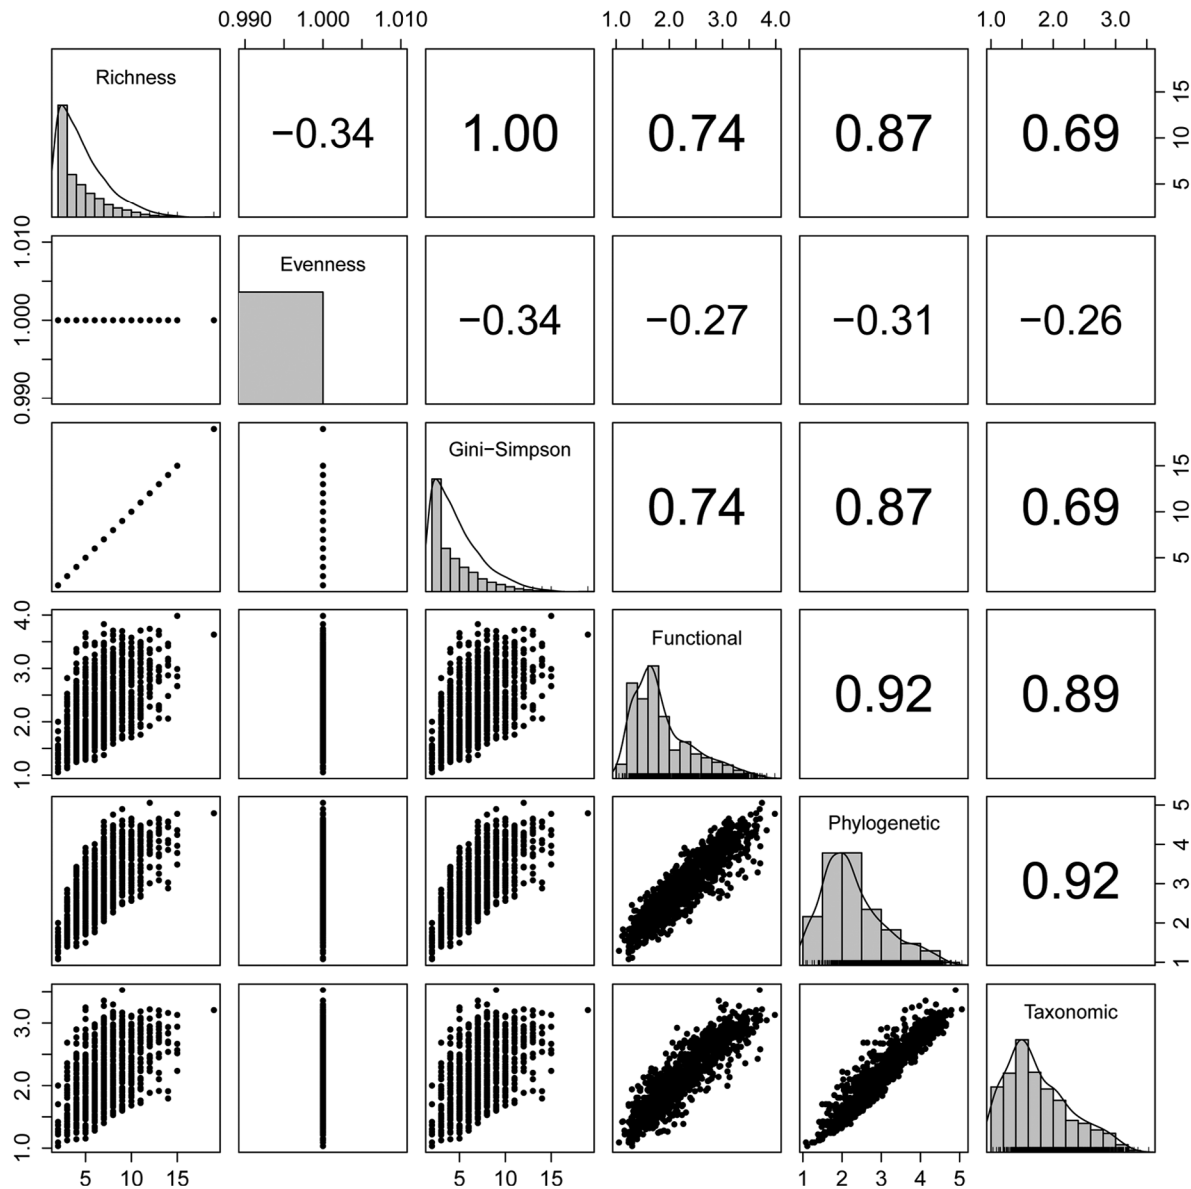 0.990 1.000 1.010 1.0 2.0 3.0 4.0 1.0 2.0 3.0
Richness −0.34 1.00 0.74 0.87 0.69 5 10 15
0.990 1.000 1.010 Evenness −0.34 −0.27 −0.31 −0.26
Gini−Simpson 0.74 0.87 0.69 5 10 15
1.0 2.0 3.0 4.0 Functional 0.92 0.89
Phylogenetic 0.92 1 2 3 4 5
1.0 2.0 3.0 Taxonomic
5 10 15 5 10 15 1 2 3 4 5